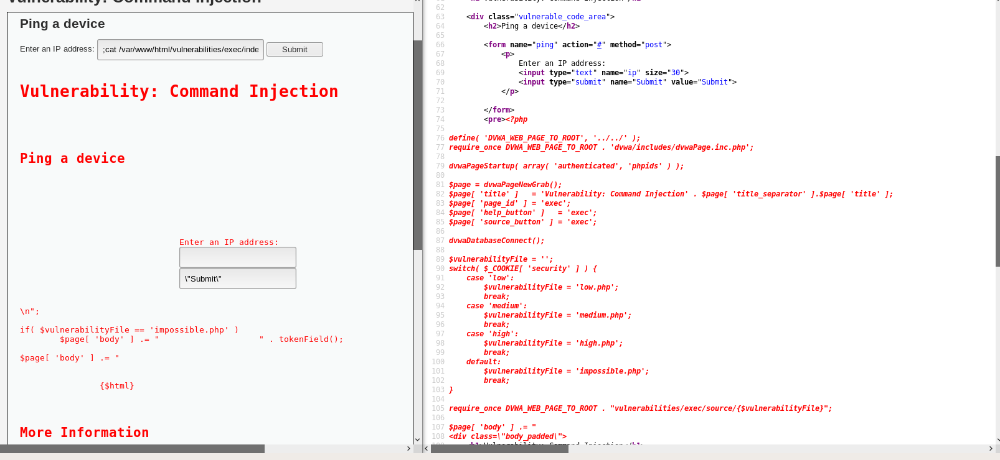 Vulnerability: Command Injection
Ping a device
Enter an IP address: ;cat /var/www/html/vulnerabilities/exec/inde Submit
Vulnerability: Command Injection
Ping a device
Enter an IP address:
\"Submit\"
\n";
if( $vulnerabilityFile == 'impossible.php' )
$page[ 'body' ] .= " " . tokenField();
$page[ 'body' ] .= "
{$html}
More Information
62
63 <div class="vulnerable_code_area">
64 <h2>Ping a device</h2>
65
66 <form name="ping" action="#" method="post">
67 <p>
68 Enter an IP address:
69 <input type="text" name="ip" size="30">
70 <input type="submit" name="Submit" value="Submit">
71 </p>
72
73 </form>
74 <pre><?php
75
76 define( 'DVWA_WEB_PAGE_TO_ROOT', '../../' );
77 require_once DVWA_WEB_PAGE_TO_ROOT . 'dvwa/includes/dvwaPage.inc.php';
78
79 dvwaPageStartup( array( 'authenticated', 'phpids' ) );
80
81 $page = dvwaPageNewGrab();
82 $page[ 'title' ]   = 'Vulnerability: Command Injection' . $page[ 'title_separator' ].$page[ 'title' ];
83 $page[ 'page_id' ] = 'exec';
84 $page[ 'help_button' ]   = 'exec';
85 $page[ 'source_button' ] = 'exec';
86
87 dvwaDatabaseConnect();
88
89 $vulnerabilityFile = '';
90 switch( $_COOKIE[ 'security' ] ) {
91 case 'low':
92 $vulnerabilityFile = 'low.php';
93 break;
94 case 'medium':
95 $vulnerabilityFile = 'medium.php';
96 break;
97 case 'high':
98 $vulnerabilityFile = 'high.php';
99 break;
100 default:
101 $vulnerabilityFile = 'impossible.php';
102 break;
103 }
104
105 require_once DVWA_WEB_PAGE_TO_ROOT . "vulnerabilities/exec/source/{$vulnerabilityFile}";
106
107 $page[ 'body' ] .= "
108 <div class=\"body_padded\">